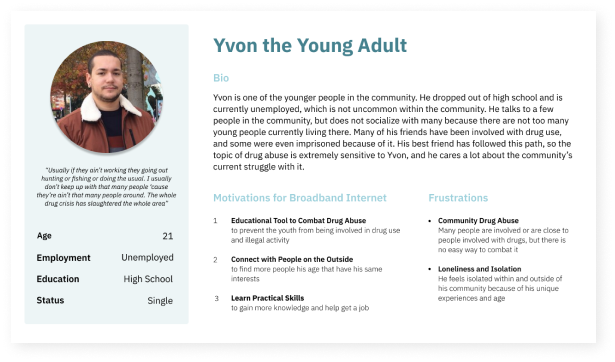 Yvon the Young Adult
Bio
Yvon is one of the younger people in the community. He dropped out of high school and is
currently unemployed, which is not uncommon within the community. He talks to a few
people in the community, but does not socialize with many because there are not too many
young people currently living there. Many of his friends have been involved with drug use,
and some were even imprisoned because of it. His best friend has followed this path, so the
topic of drug abuse is extremely sensitive to Yvon, and he cares a lot about the community's
current struggle with it.
"Usually if they ain't working they going out
hunting or fishing or doing the usual. I usually
don't keep up with that many people 'cause
they're ain't that many people around. The whole
drug crisis has slaughtered the whole area"
Age 21
Employment Unemployed
Education High School
Status Single
Motivations for Broadband Internet
1 Educational Tool to Combat Drug Abuse
to prevent the youth from being involved in drug use
and illegal activity
2 Connect with People on the Outside
to find more people his age that have his same
interests
3 Learn Practical Skills
to gain more knowledge and help get a job
Frustrations
• Community Drug Abuse
Many people are involved or are close to
people involved with drugs, but there is
no easy way to combat it
• Loneliness and Isolation
He feels isolated within and outside of
his community because of his unique
experiences and age